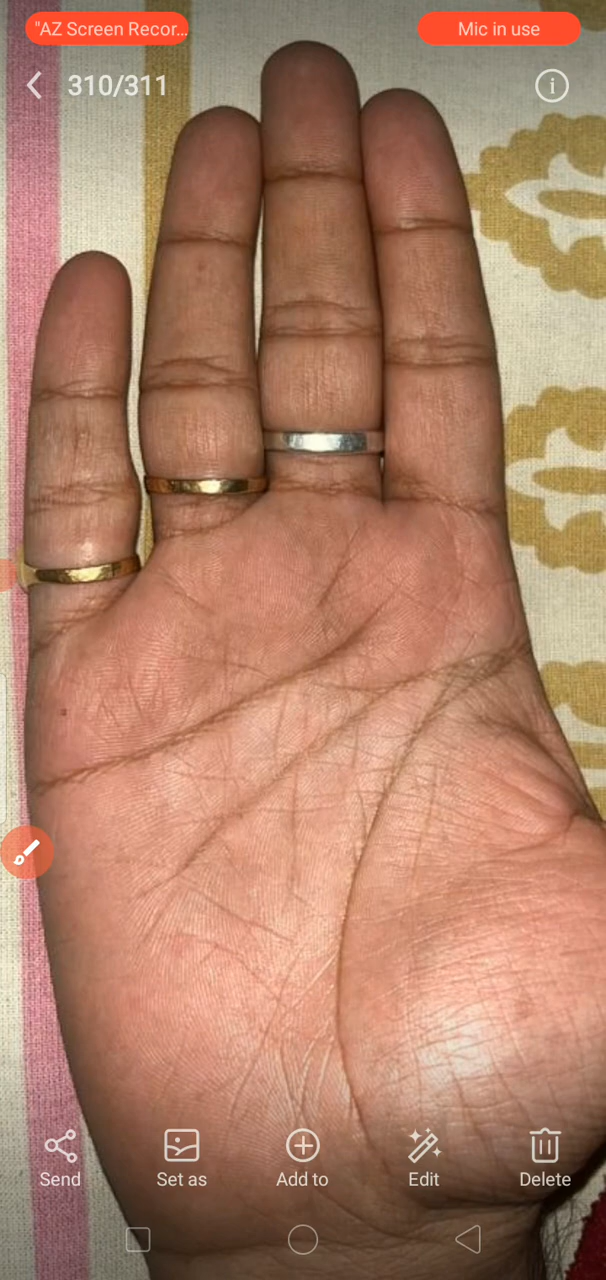 "AZ Screen Recor...
Mic in use
310/311
Send
Set as
Add to
Edit
Delete